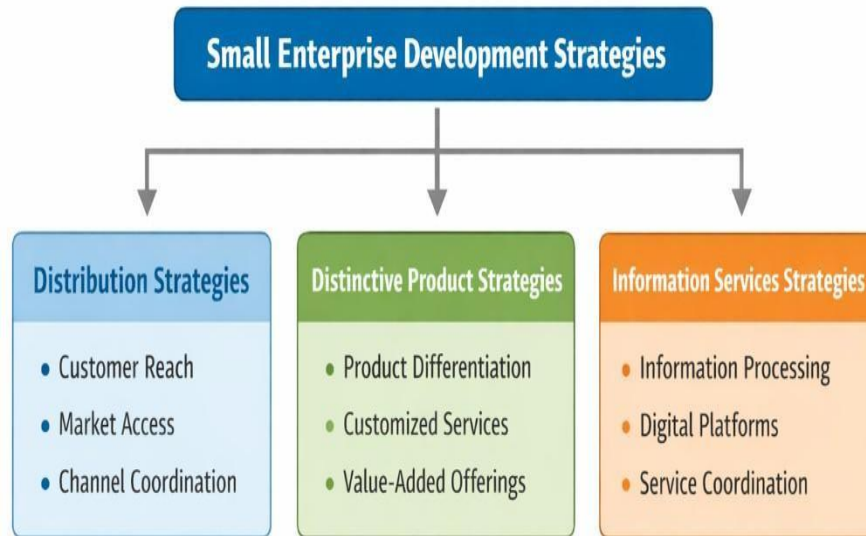 Small Enterprise Development Strategies
Distribution Strategies
• Customer Reach
• Market Access
• Channel Coordination
Distinctive Product Strategies
• Product Differentiation
• Customized Services
• Value-Added Offerings
Information Services Strategies
• Information Processing
• Digital Platforms
• Service Coordination